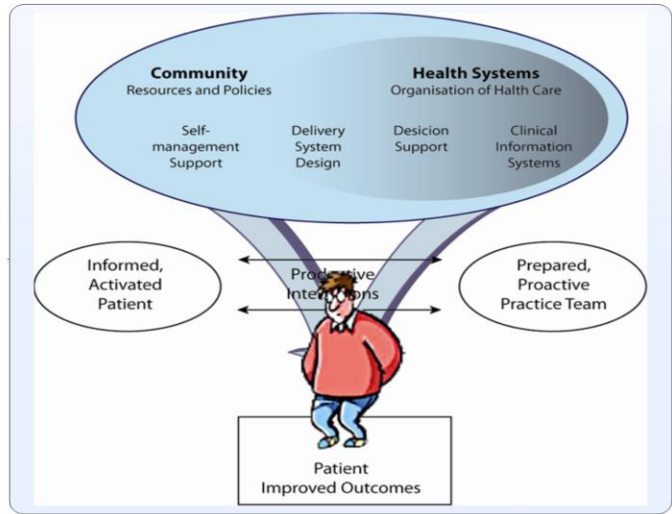 Community
Resources and Policies
Health Systems
Organisation of Halth Care
Self-
management
Support
Delivery
System
Design
Desicion
Support
Clinical
Information
Systems
Informed,
Activated
Patient
Prepared,
Proactive
Practice Team
Patient
Improved Outcomes